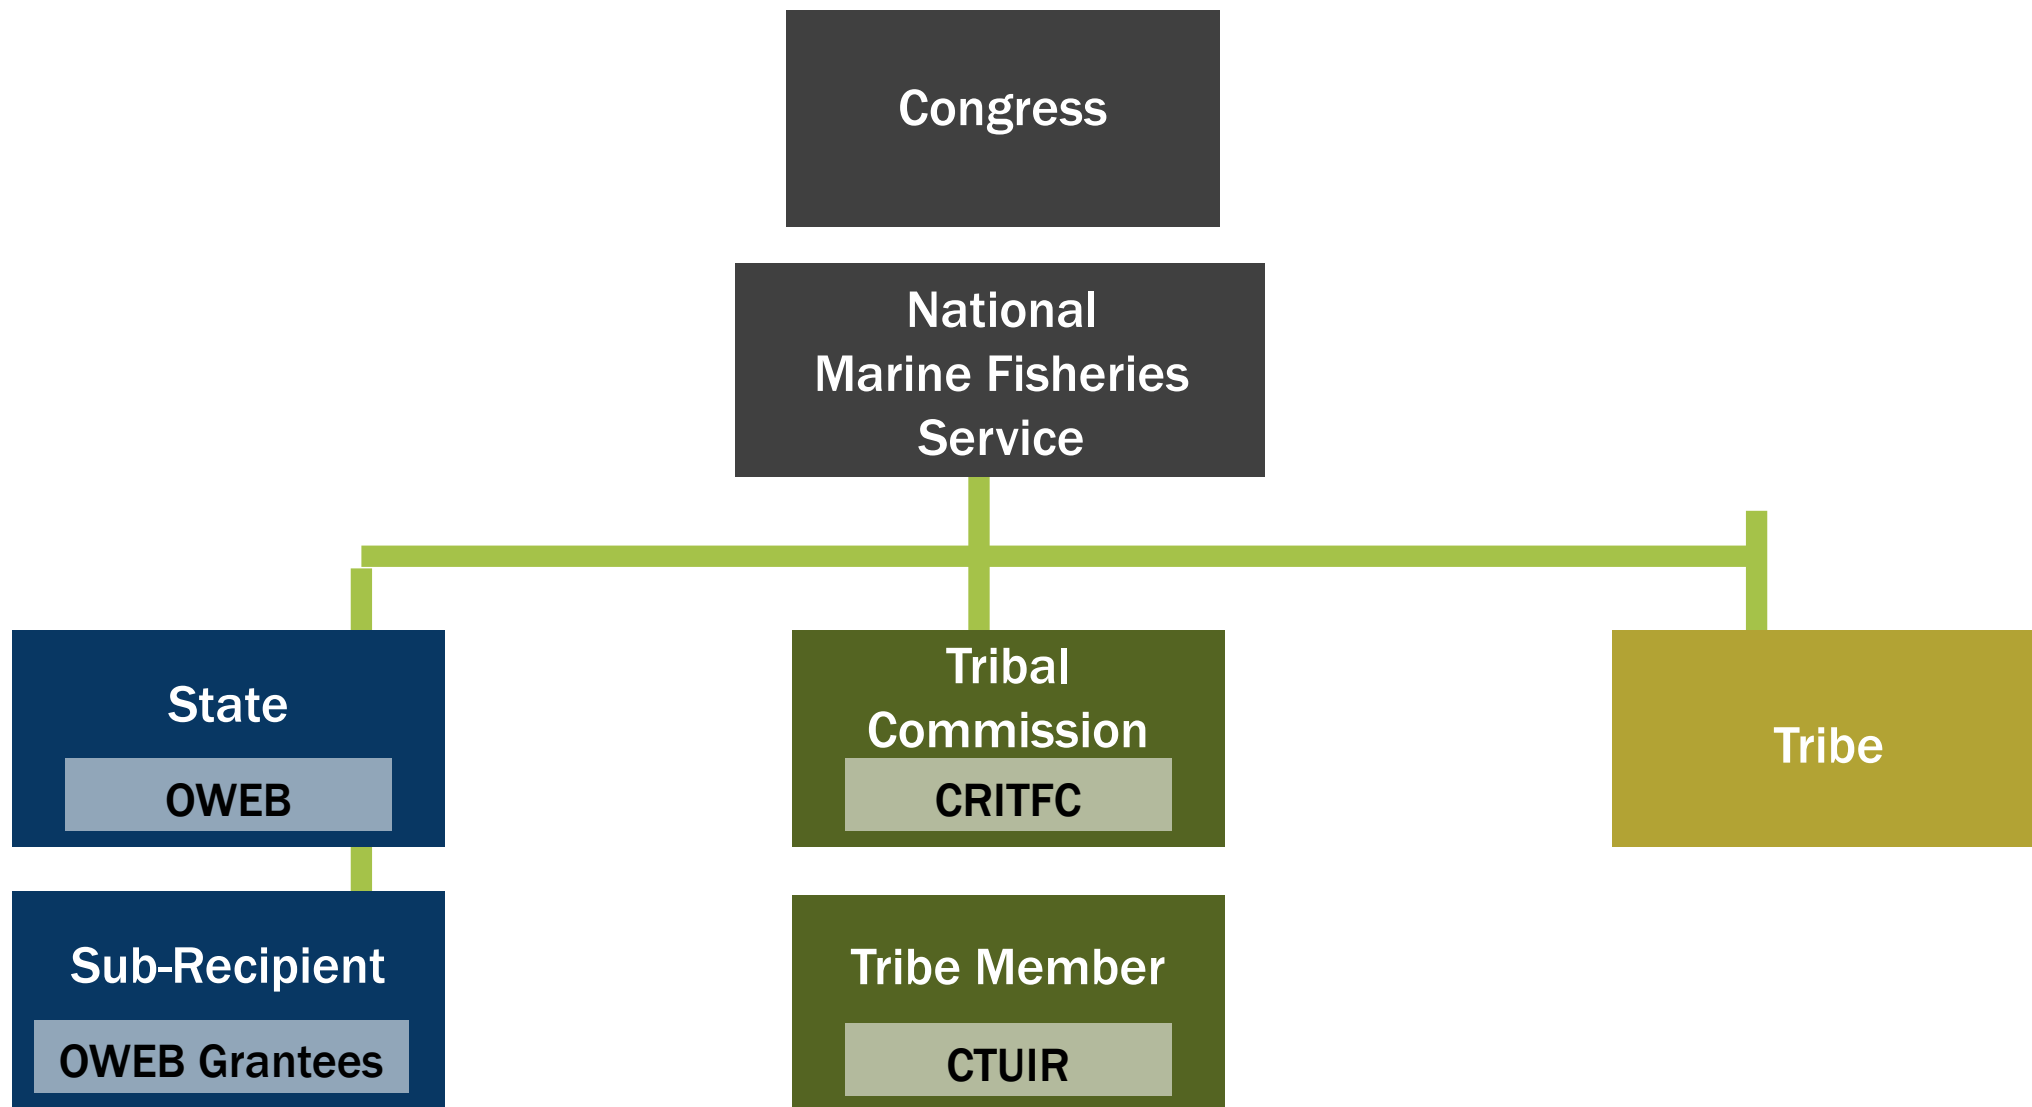 Congress
National
Marine Fisheries
Service
State
OWEB
Tribal
Commission
CRITFC
Tribe
Sub-Recipient
OWEB Grantees
Tribe Member
CTUIR